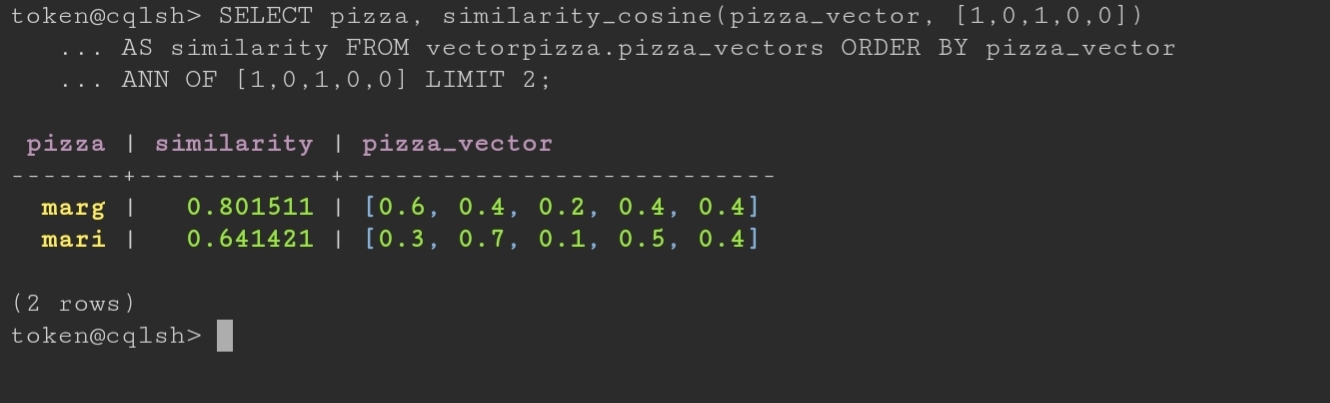 token@cqlsh> SELECT pizza, similarity_cosine(pizza_vector, [1,0,1,0,0])
   ... AS similarity FROM vectorpizza.pizza_vectors ORDER BY pizza_vector
   ... ANN OF [1,0,1,0,0] LIMIT 2;
 pizza | similarity | pizza_vector
-------+------------+---------------------------
  marg |   0.801511 | [0.6, 0.4, 0.2, 0.4, 0.4]
  mari |   0.641421 | [0.3, 0.7, 0.1, 0.5, 0.4]
(2 rows)
token@cqlsh>